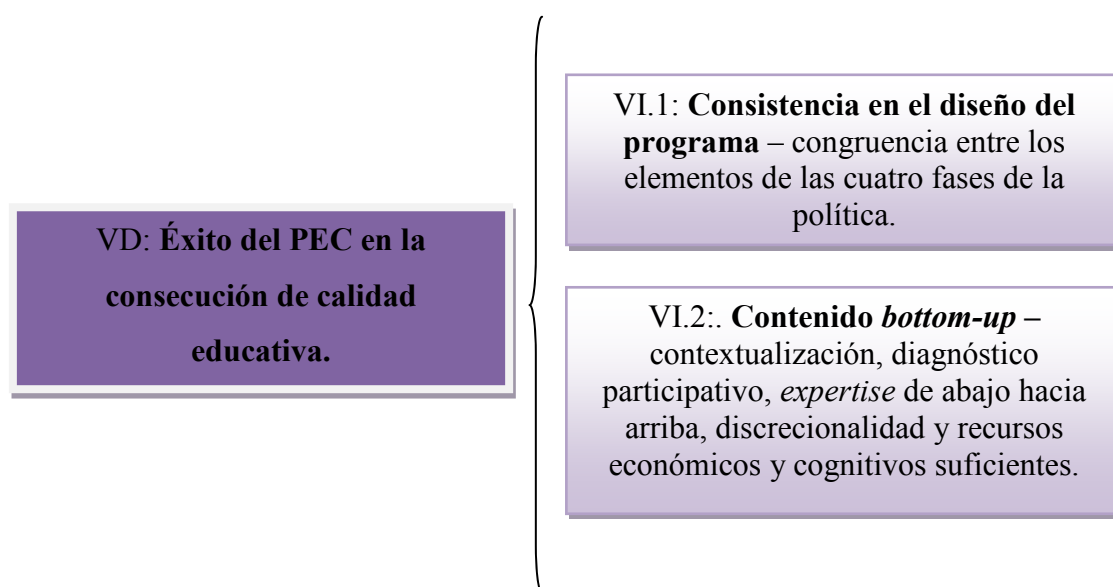 VD: Éxito del PEC en la
consecución de calidad
educativa.
VI.1: Consistencia en el diseño del
programa – congruencia entre los
elementos de las cuatro fases de la
política.
VI.2:. Contenido bottom-up –
contextualización, diagnóstico
participativo, expertise de abajo hacia
arriba, discrecionalidad y recursos
económicos y cognitivos suficientes.